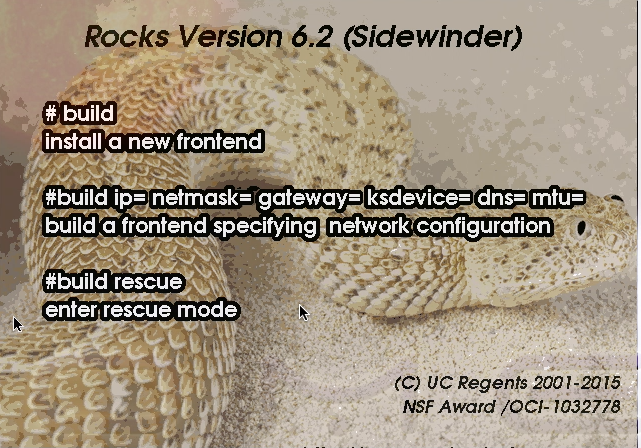 Rocks Version 6.2 (Sidewinder)
# build
install a new frontend
#build ip= netmask= gateway= ksdevice= dns= mtu=
build a frontend specifying network configuration
#build rescue
enter rescue mode
(C) UC Regents 2001-2015
NSF Award /OCI-1032778